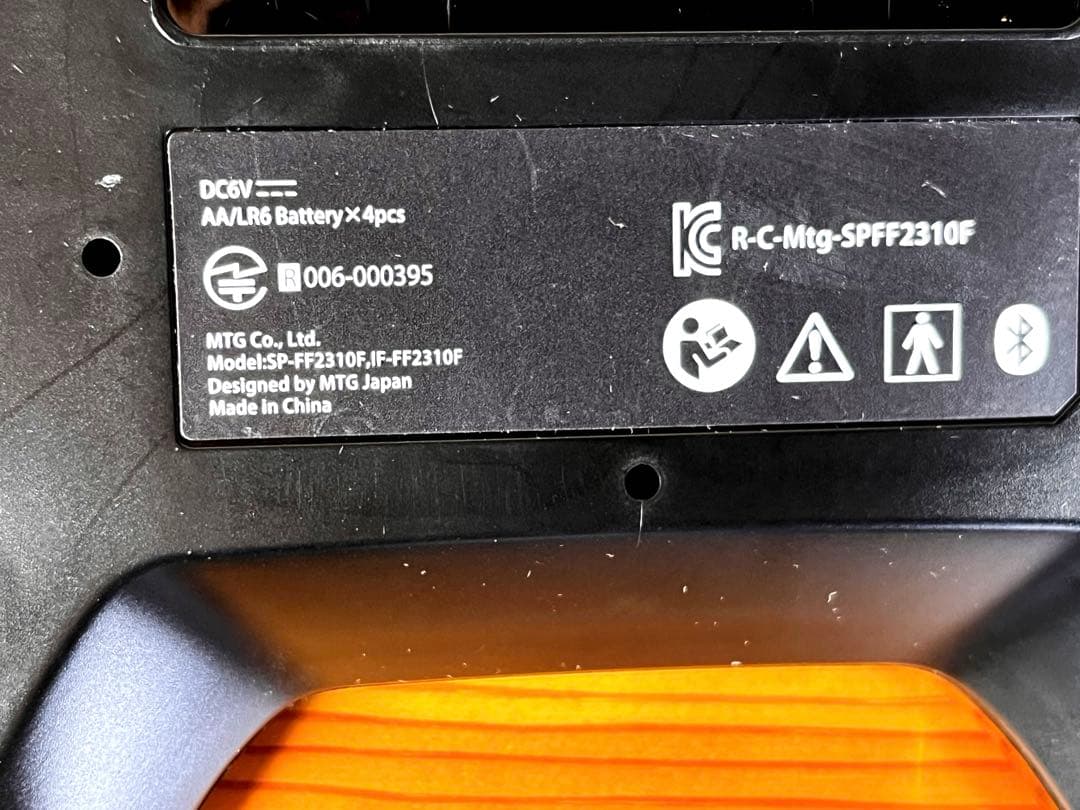 DC6V
AA/LR6 Battery×4pcs
R 006-000395
MTG Co., Ltd.
Model:SP-FF2310F,IF-FF2310F
Designed by MTG Japan
Made in China
R-C-Mtg-SPFF2310F